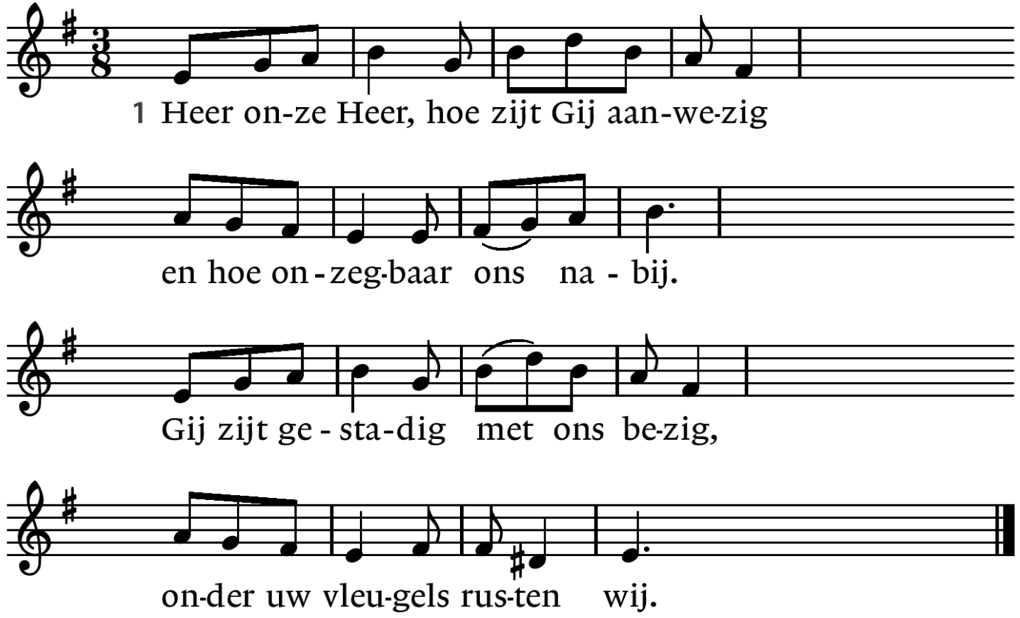 3
8
1 Heer on-ze Heer, hoe zijt Gij aan-we-zig
en hoe on-zeg-baar ons na-bij.
Gij zijt ge-sta-dig met ons be-zig,
on-der uw vleu-gels rus-ten wij.